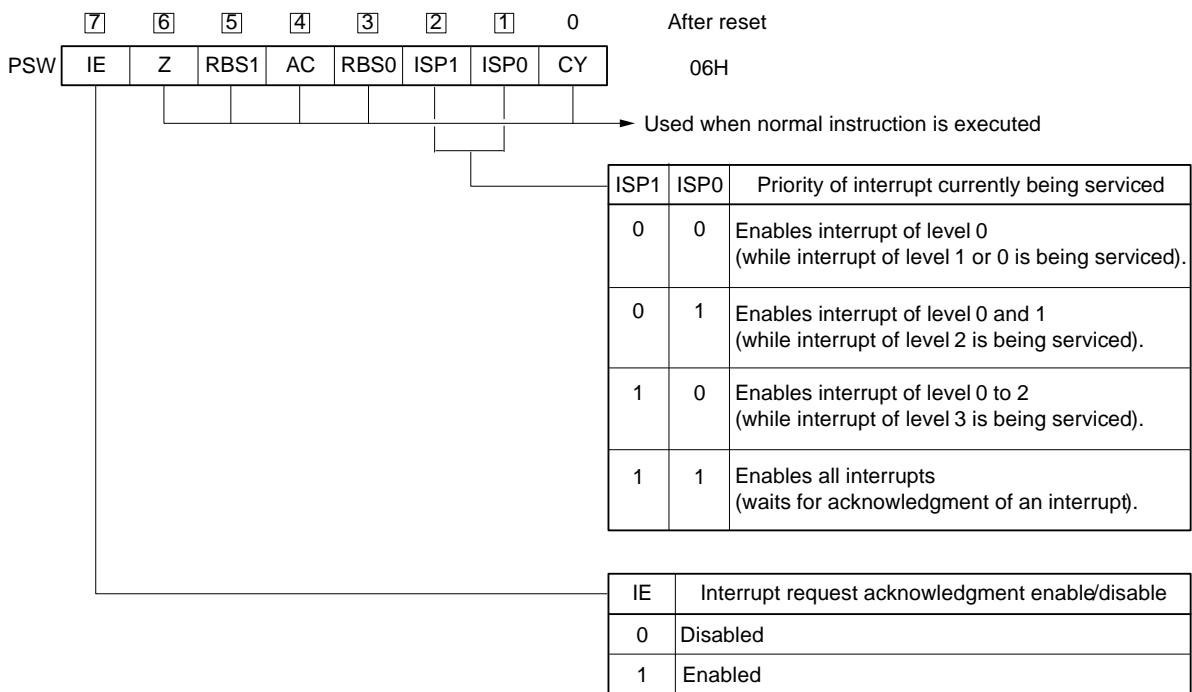 7 6 5 4 3 2 1 0 After reset
PSW IE Z RBS1 AC RBS0 ISP1 ISP0 CY 06H
Used when normal instruction is executed
ISP1 ISP0 Priority of interrupt currently being serviced
0 0 Enables interrupt of level 0
(while interrupt of level 1 or 0 is being serviced).
0 1 Enables interrupt of level 0 and 1
(while interrupt of level 2 is being serviced).
1 0 Enables interrupt of level 0 to 2
(while interrupt of level 3 is being serviced).
1 1 Enables all interrupts
(waits for acknowledgment of an interrupt).
IE Interrupt request acknowledgment enable/disable
0 Disabled
1 Enabled